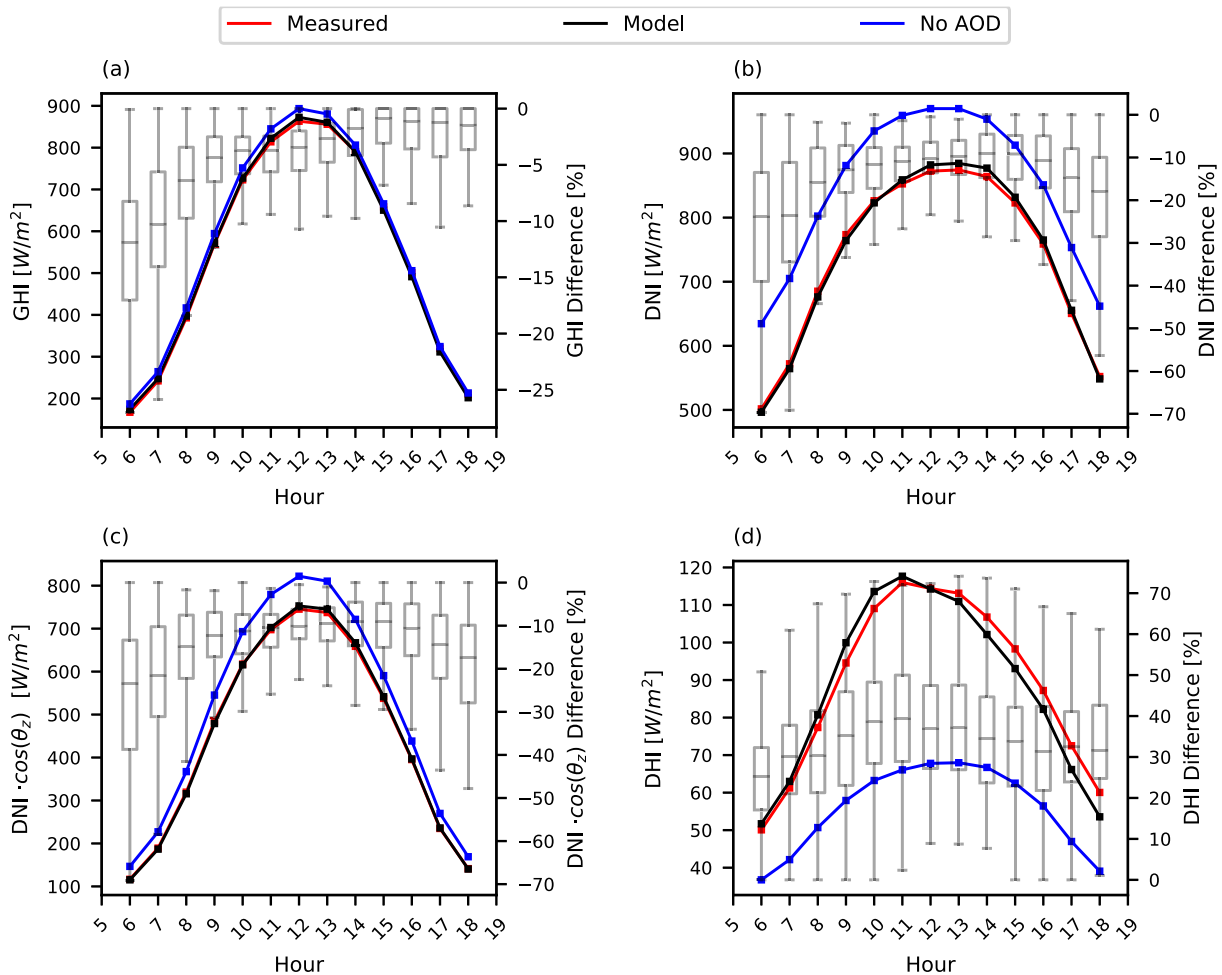 Measured Model No AOD
(a)
GHI [W/m²]
900
800
700
600
500
400
300
200
0
−5
−10
−15
−20
−25
GHI Difference [%]
5 6 7 8 9 10 11 12 13 14 15 16 17 18 19
Hour
(b)
DNI [W/m²]
900
800
700
600
500
0
−10
−20
−30
−40
−50
−60
−70
DNI Difference [%]
5 6 7 8 9 10 11 12 13 14 15 16 17 18 19
Hour
(c)
DNI ·cos(θz) [W/m²]
800
700
600
500
400
300
200
100
0
−10
−20
−30
−40
−50
−60
−70
DNI ·cos(θz) Difference [%]
5 6 7 8 9 10 11 12 13 14 15 16 17 18 19
Hour
(d)
DHI [W/m²]
120
110
100
90
80
70
60
50
40
70
60
50
40
30
20
10
0
DHI Difference [%]
5 6 7 8 9 10 11 12 13 14 15 16 17 18 19
Hour